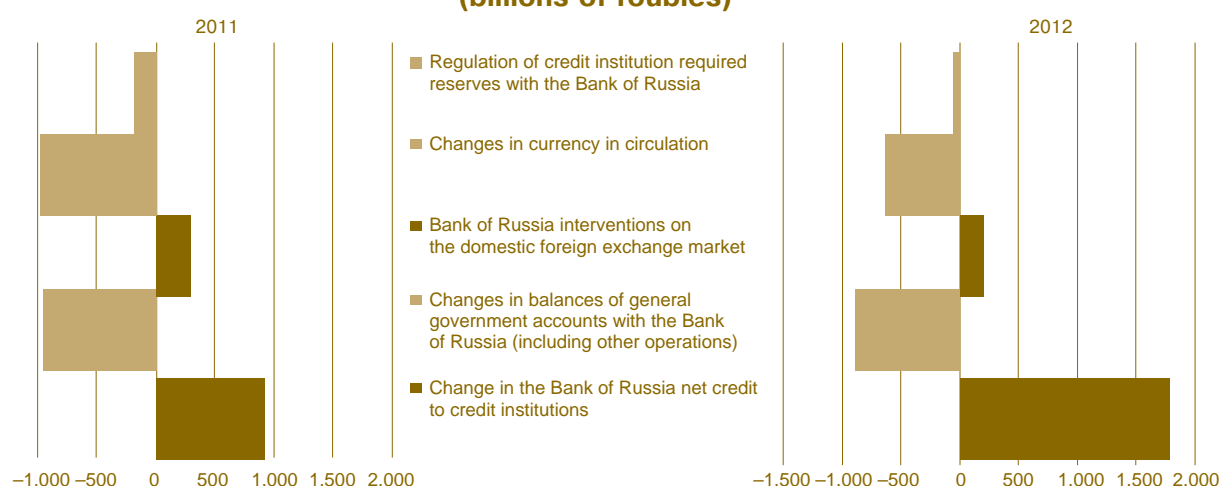 (billions of roubles)
2011
2012
Regulation of credit institution required
reserves with the Bank of Russia
Changes in currency in circulation
Bank of Russia interventions on
the domestic foreign exchange market
Changes in balances of general
government accounts with the Bank
of Russia (including other operations)
Change in the Bank of Russia net credit
to credit institutions
–1.000 –500 0 500 1.000 1.500 2.000
–1.500 –1.000 –500 0 500 1.000 1.500 2.000